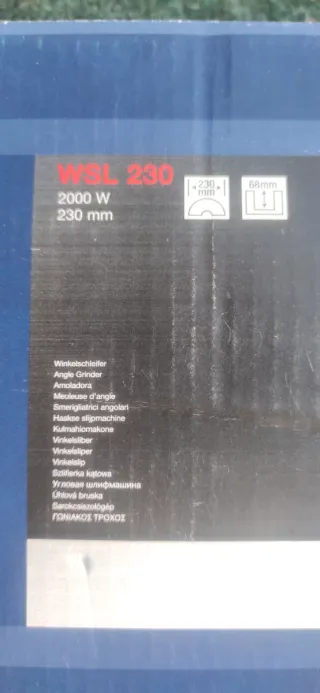 WSL 230
2000 W
230 mm
230 mm
68mm
Winkelschleifer
Angle Grinder
Amoladora
Meuleuse d'angle
Smerigliatrici angolari
Haakse slijpmachine
Kulmahiomakone
Vinkelsliber
Vinkelsliper
Vinkelslip
Szlifierka kątowa
Угловая шлифмашина
Úhlová bruska
Sarokcsiszológép
ΓΩΝΙΑΚΟΣ ΤΡΟΧΟΣ